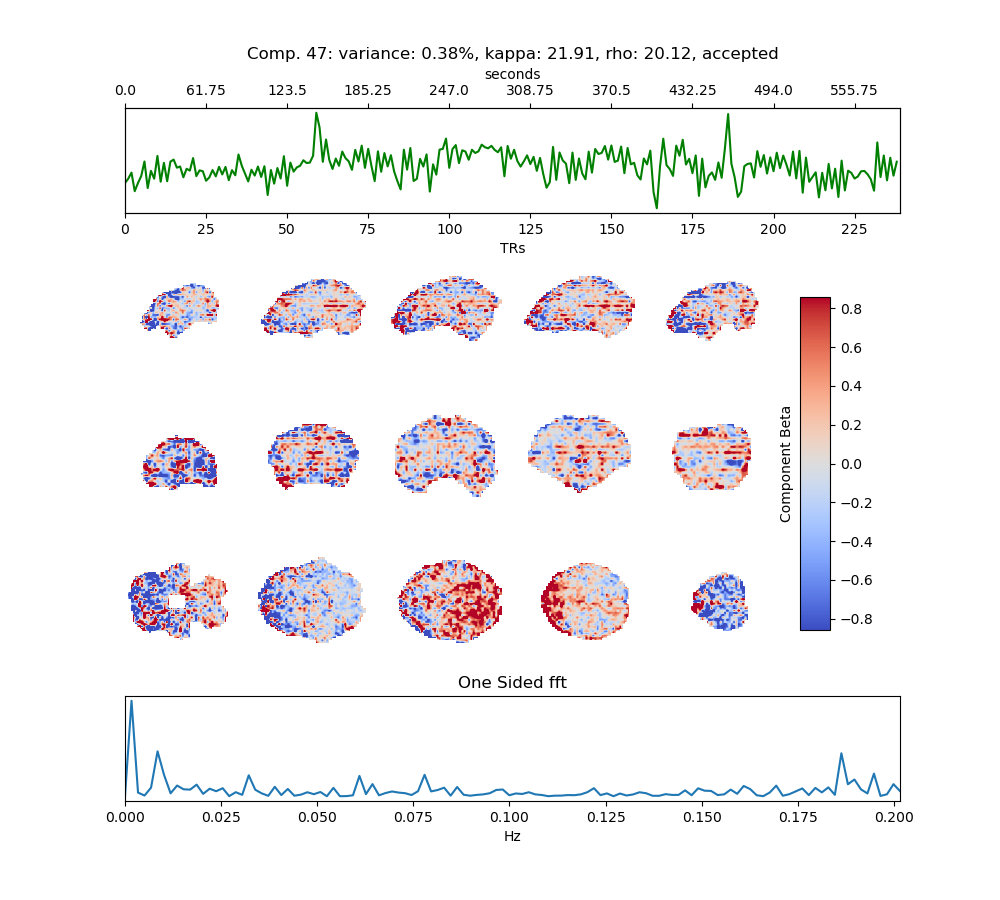 Comp. 47: variance: 0.38%, kappa: 21.91, rho: 20.12, accepted
seconds
0.0 61.75 123.5 185.25 247.0 308.75 370.5 432.25 494.0 555.75
0 25 50 75 100 125 150 175 200 225
TRs
0.8
0.6
0.4
0.2
0.0
−0.2
−0.4
−0.6
−0.8
Component Beta
One Sided fft
0.000 0.025 0.050 0.075 0.100 0.125 0.150 0.175 0.200
Hz